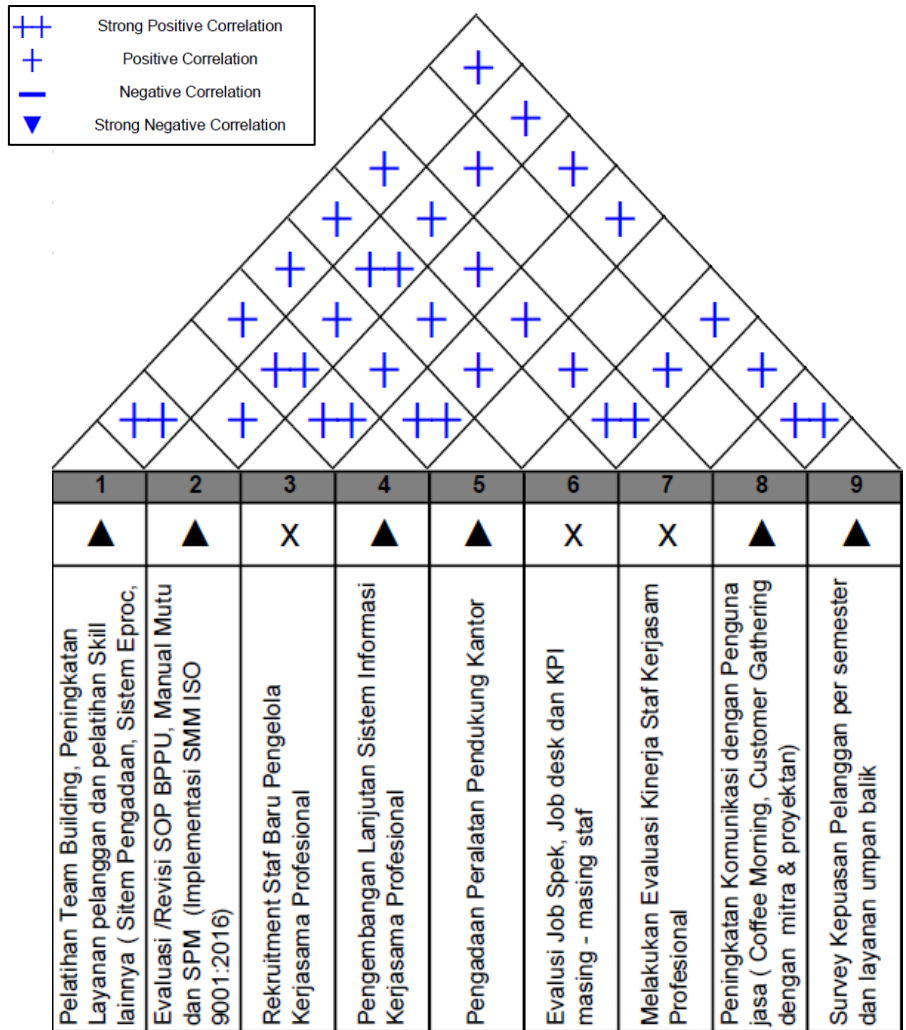 Strong Positive Correlation
Positive Correlation
Negative Correlation
Strong Negative Correlation
1
2
3
4
5
6
7
8
9
X
X
X
Pelatihan Team Building, Peningkatan
Layanan pelanggan dan pelatihan Skill
lainnya ( Sitem Pengadaan, Sistem Eproc,
Evaluasi /Revisi SOP BPPU, Manual Mutu
dan SPM (Implementasi SMM ISO
9001:2016)
Rekruitment Staf Baru Pengelola
Kerjasama Profesional
Pengembangan Lanjutan Sistem Informasi
Kerjasama Profesional
Pengadaan Peralatan Pendukung Kantor
Evalusi Job Spek, Job desk dan KPI
masing - masing staf
Melakukan Evaluasi Kinerja Staf Kerjasam
Profesional
Peningkatan Komunikasi dengan Penguna
jasa ( Coffee Morning, Customer Gathering
dengan mitra & proyektan)
Survey Kepuasan Pelanggan per semester
dan layanan umpan balik